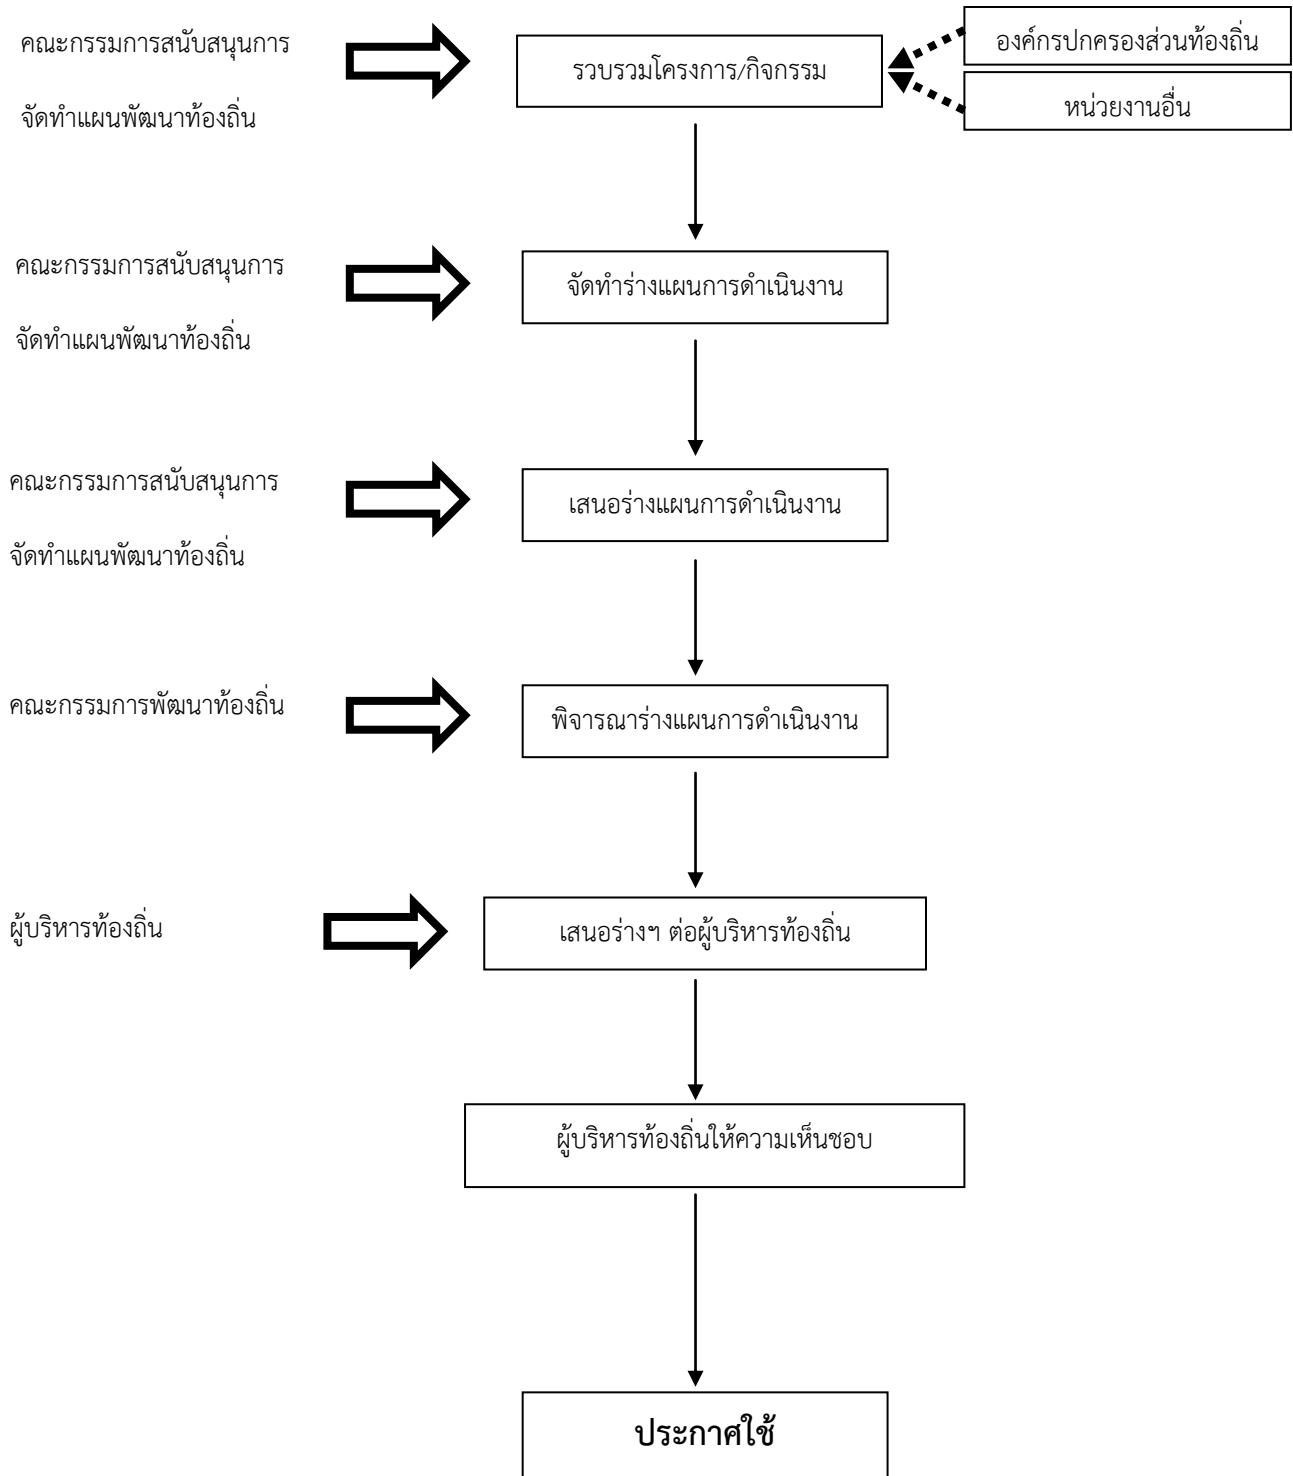 คณะกรรมการสนับสนุนการ
จัดทำแผนพัฒนาท้องถิ่น
รวบรวมโครงการ/กิจกรรม
องค์กรปกครองส่วนท้องถิ่น
หน่วยงานอื่น
คณะกรรมการสนับสนุนการ
จัดทำแผนพัฒนาท้องถิ่น
จัดทำร่างแผนการดำเนินงาน
คณะกรรมการสนับสนุนการ
จัดทำแผนพัฒนาท้องถิ่น
เสนอร่างแผนการดำเนินงาน
คณะกรรมการพัฒนาท้องถิ่น
พิจารณาร่างแผนการดำเนินงาน
ผู้บริหารท้องถิ่น
เสนอร่างฯ ต่อผู้บริหารท้องถิ่น
ผู้บริหารท้องถิ่นให้ความเห็นชอบ
ประกาศใช้